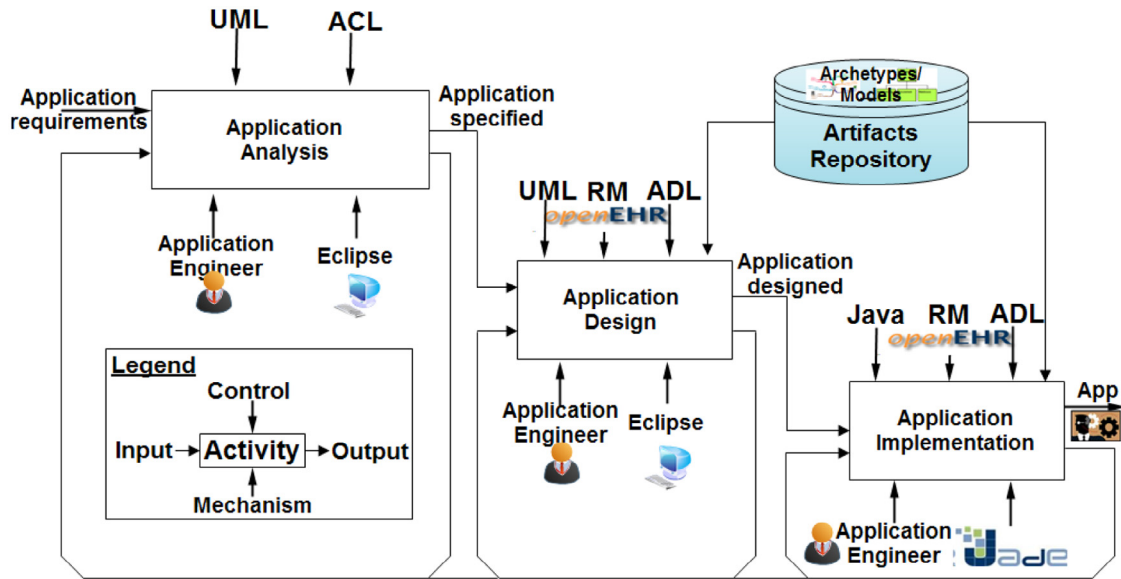 UML
ACL
Application
requirements
Application
Analysis
Application
specified
Application
Engineer
Eclipse
Archetypes/
Models
Artifacts
Repository
UML
RM
ADL
openEHR
Application
Design
Application
designed
Application
Engineer
Eclipse
Java
RM
ADL
openEHR
Application
Implementation
App
Application
Engineer
Jade
Legend
Control
Input
Activity
Output
Mechanism